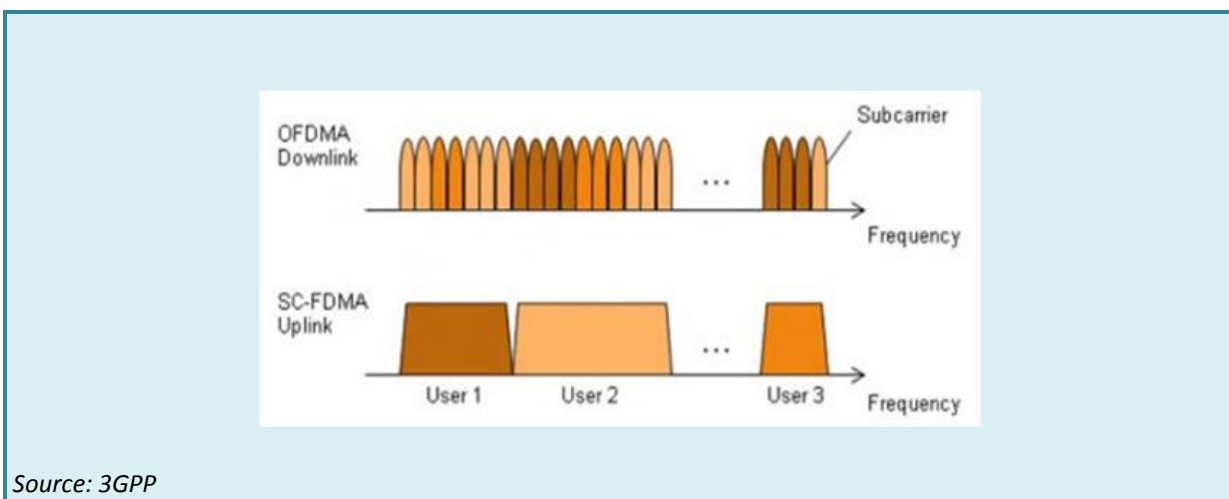 OFDMA
Downlink
Subcarrier
...
Frequency
SC-FDMA
Uplink
...
User 1
User 2
User 3
Frequency
Source: 3GPP